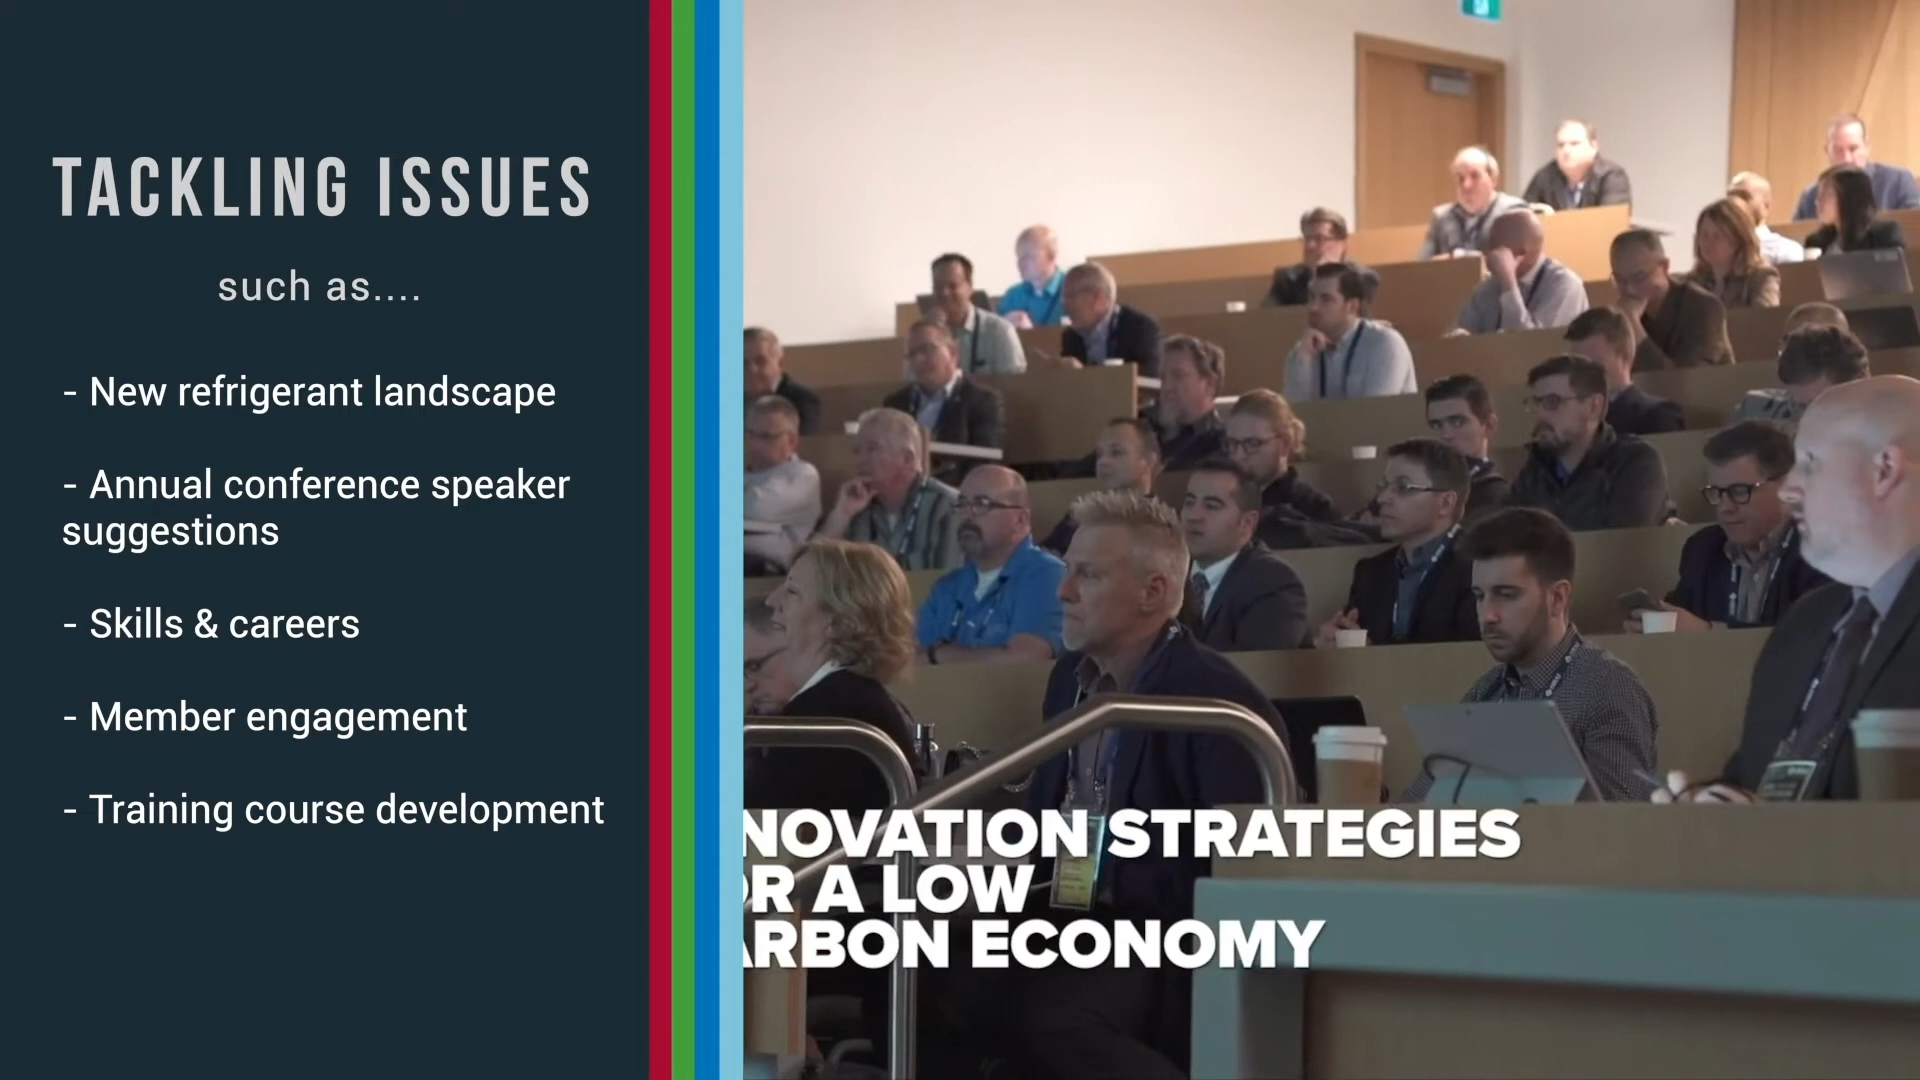 TACKLING ISSUES
such as....
- New refrigerant landscape
- Annual conference speaker
suggestions
- Skills & careers
- Member engagement
- Training course development
NOVATION STRATEGIES
R A LOW
ARBON ECONOMY